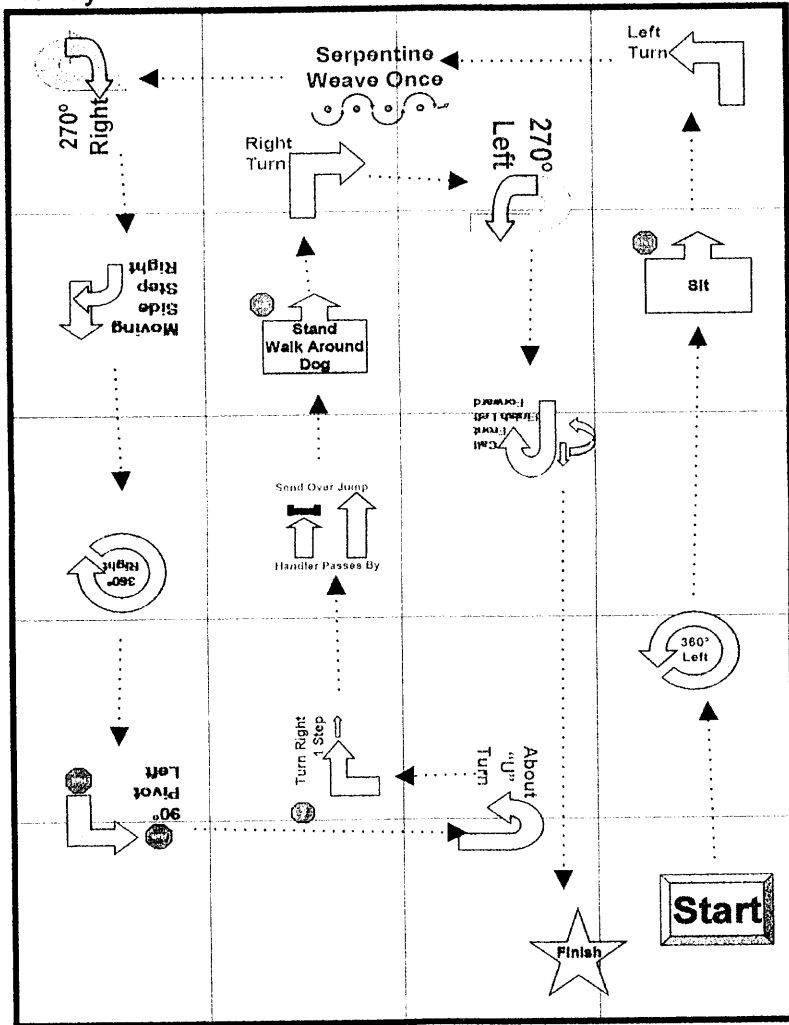 Left
Turn
Serpentine
Weave Once
270°
Right
Right
Turn
270°
Left
Moving
Side
Step
Right
Sit
Stand
Walk Around
Dog
Call
Front
Finish Left
Forward
Send Over Jump
Handler Passes By
360°
Right
360°
Left
Turn Right
1 Step
About
"U"
Turn
90°
Pivot
Left
Start
Finish